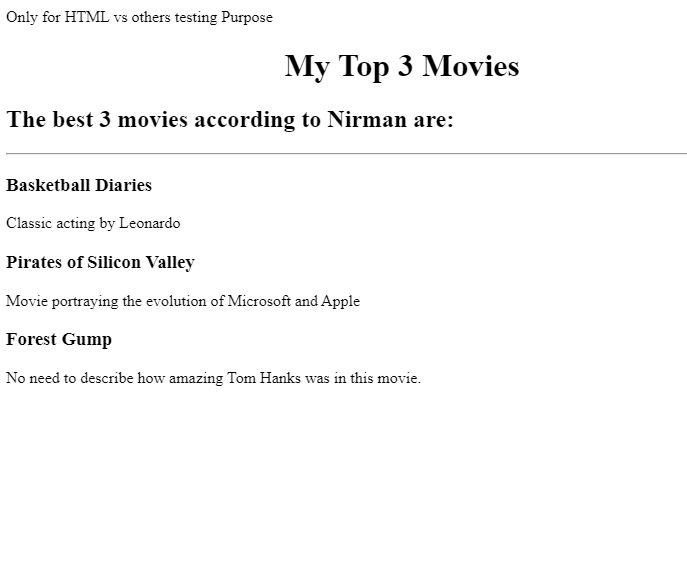 Only for HTML vs others testing Purpose
My Top 3 Movies
The best 3 movies according to Nirman are:
Basketball Diaries
Classic acting by Leonardo
Pirates of Silicon Valley
Movie portraying the evolution of Microsoft and Apple
Forest Gump
No need to describe how amazing Tom Hanks was in this movie.